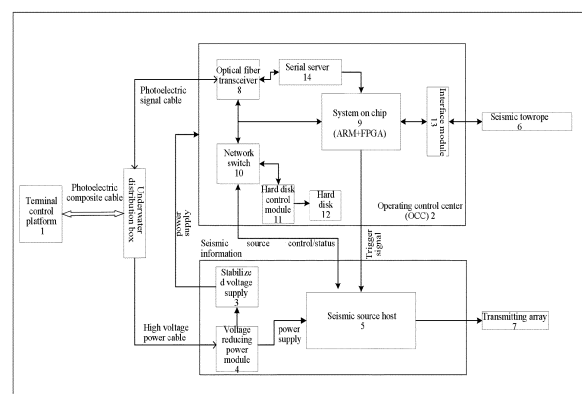 Optical fiber
transceiver
8
Serial server
14
Photoelectric
signal cable
System on chip
9
(ARM+FPGA)
Interface module
13
Seismic towrope
6
Network
switch
10
Hard disk
control
module
11
Hard
disk
12
Operating control center
(OCC) 2
Photoelectric
composite cable
Terminal
control
platform
1
Underwater
distribution box
power
supply
Seismic
information
source
control/status
Trigger
signal
Stabilize
d voltage
supply
3
High voltage
power cable
Voltage
reducing
power
module
4
power
supply
Seismic source host
5
Transmitting array
7